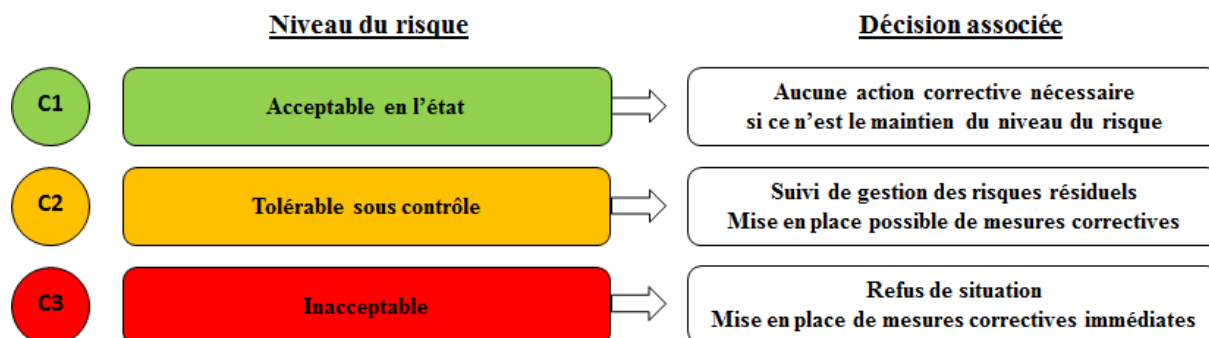 Niveau du risque
Décision associée
C1
Acceptable en l’état
Aucune action corrective nécessaire
si ce n’est le maintien du niveau du risque
C2
Tolérable sous contrôle
Suivi de gestion des risques résiduels
Mise en place possible de mesures correctives
C3
Inacceptable
Refus de situation
Mise en place de mesures correctives immédiates